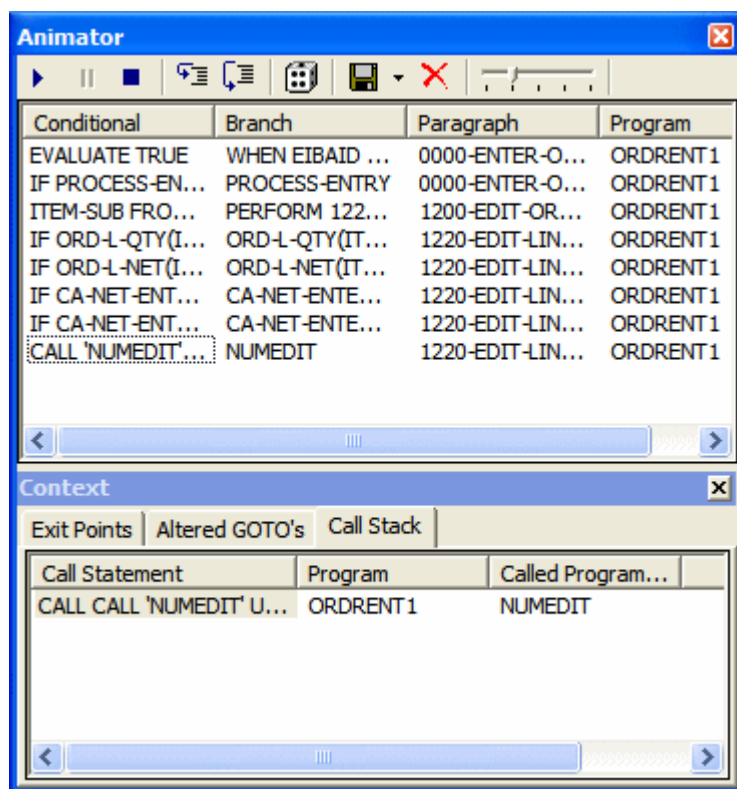 Animator
Conditional Branch Paragraph Program
EVALUATE TRUE WHEN EIBAID ... 0000-ENTER-O... ORDRENT1
IF PROCESS-EN... PROCESS-ENTRY 0000-ENTER-O... ORDRENT1
ITEM-SUB FRO... PERFORM 122... 1200-EDIT-OR... ORDRENT1
IF ORD-L-QTY(I... ORD-L-QTY(IT... 1220-EDIT-LIN... ORDRENT1
IF ORD-L-NET(I... ORD-L-NET(IT... 1220-EDIT-LIN... ORDRENT1
IF CA-NET-ENT... CA-NET-ENTE... 1220-EDIT-LIN... ORDRENT1
IF CA-NET-ENT... CA-NET-ENTE... 1220-EDIT-LIN... ORDRENT1
CALL 'NUMEDIT'... NUMEDIT 1220-EDIT-LIN... ORDRENT1
Context
Exit Points Altered GOTO's Call Stack
Call Statement Program Called Program...
CALL CALL 'NUMEDIT' U... ORDRENT1 NUMEDIT